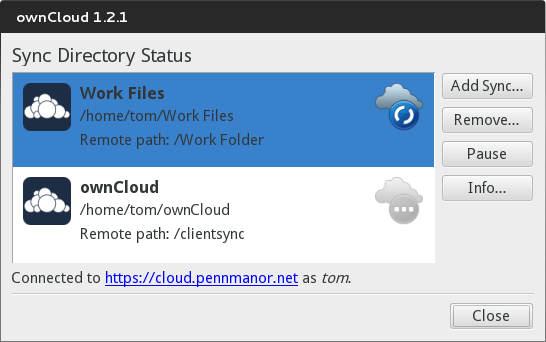 ownCloud 1.2.1
Sync Directory Status
Work Files
/home/tom/Work Files
Remote path: /Work Folder
ownCloud
/home/tom/ownCloud
Remote path: /clientsync
Add Sync...
Remove...
Pause
Info...
Connected to https://cloud.pennmanor.net as tom.
Close